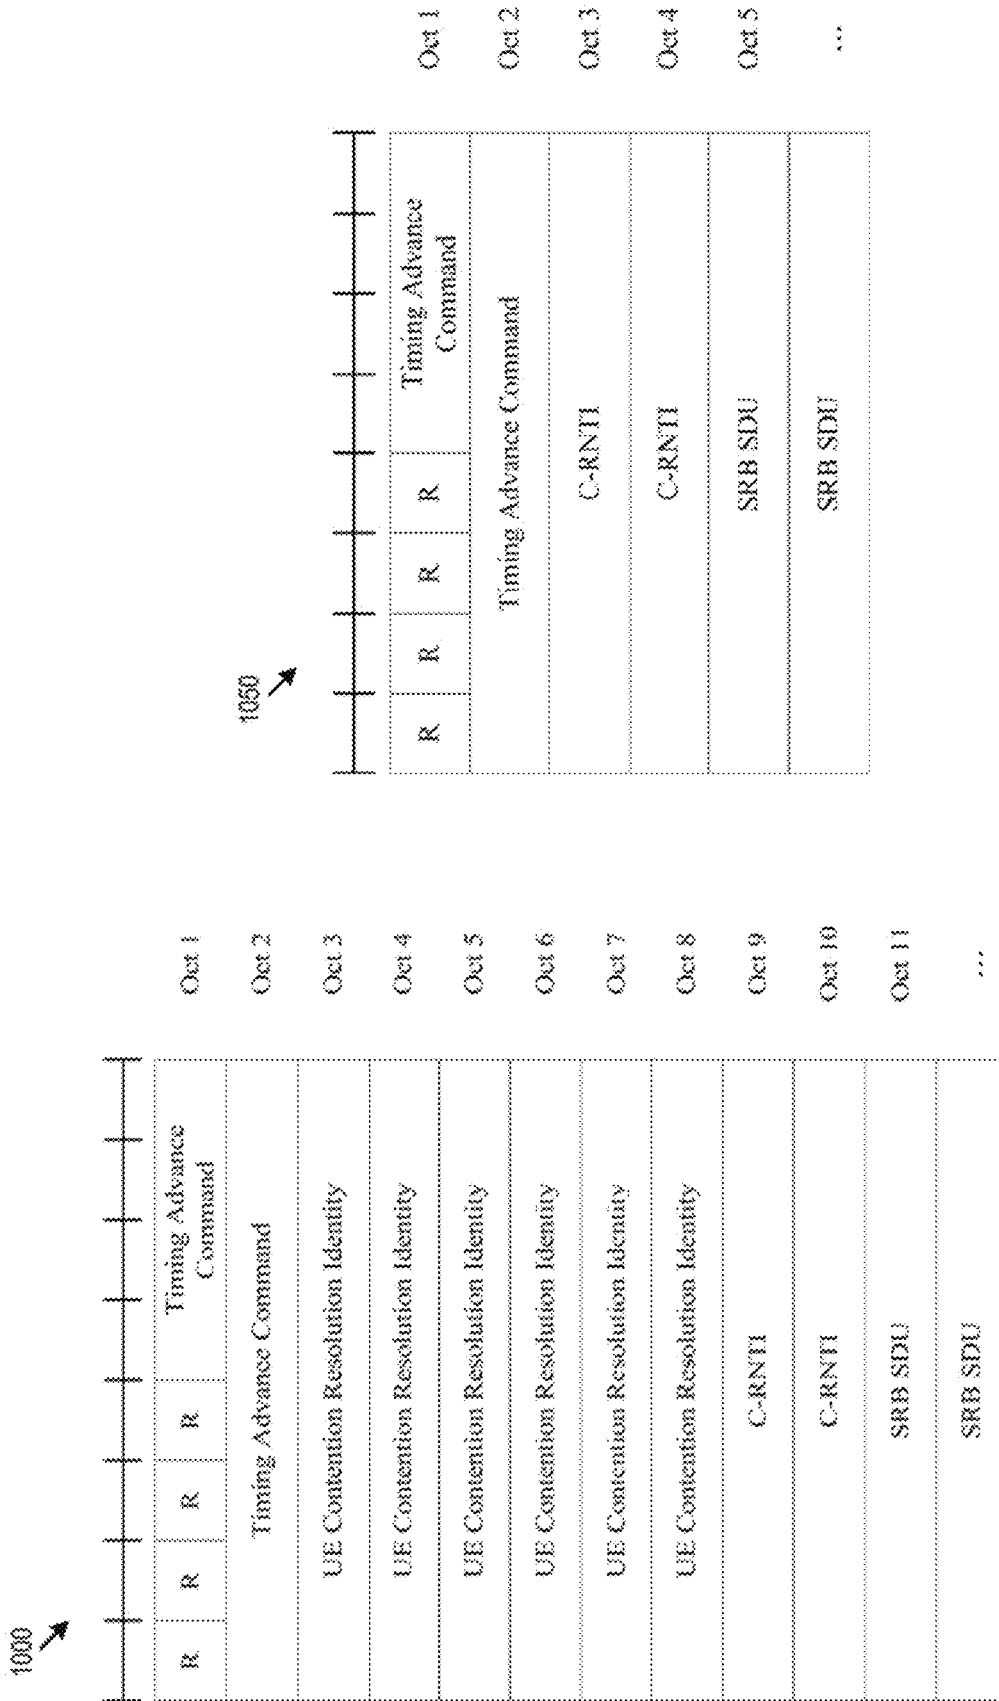 1000
R R R R Timing Advance
Command Oct 1
Timing Advance Command Oct 2
UE Contention Resolution Identity Oct 3
UE Contention Resolution Identity Oct 4
UE Contention Resolution Identity Oct 5
UE Contention Resolution Identity Oct 6
UE Contention Resolution Identity Oct 7
UE Contention Resolution Identity Oct 8
C-RNTI Oct 9
C-RNTI Oct 10
SRB SDU Oct 11
SRB SDU ...
1050
R R R R Timing Advance
Command Oct 1
Timing Advance Command Oct 2
C-RNTI Oct 3
C-RNTI Oct 4
SRB SDU Oct 5
SRB SDU ...